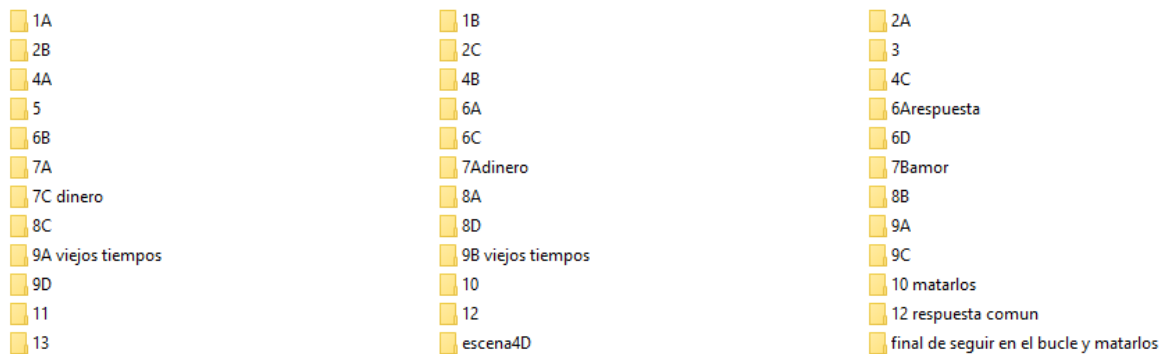 1A
1B
2A
2B
2C
3
4A
4B
4C
5
6A
6Arespuesta
6B
6C
6D
7A
7Adinero
7Bamor
7C dinero
8A
8B
8C
8D
9A
9A viejos tiempos
9B viejos tiempos
9C
9D
10
10 matarlos
11
12
12 respuesta comun
13
escena4D
final de seguir en el bucle y matarlos